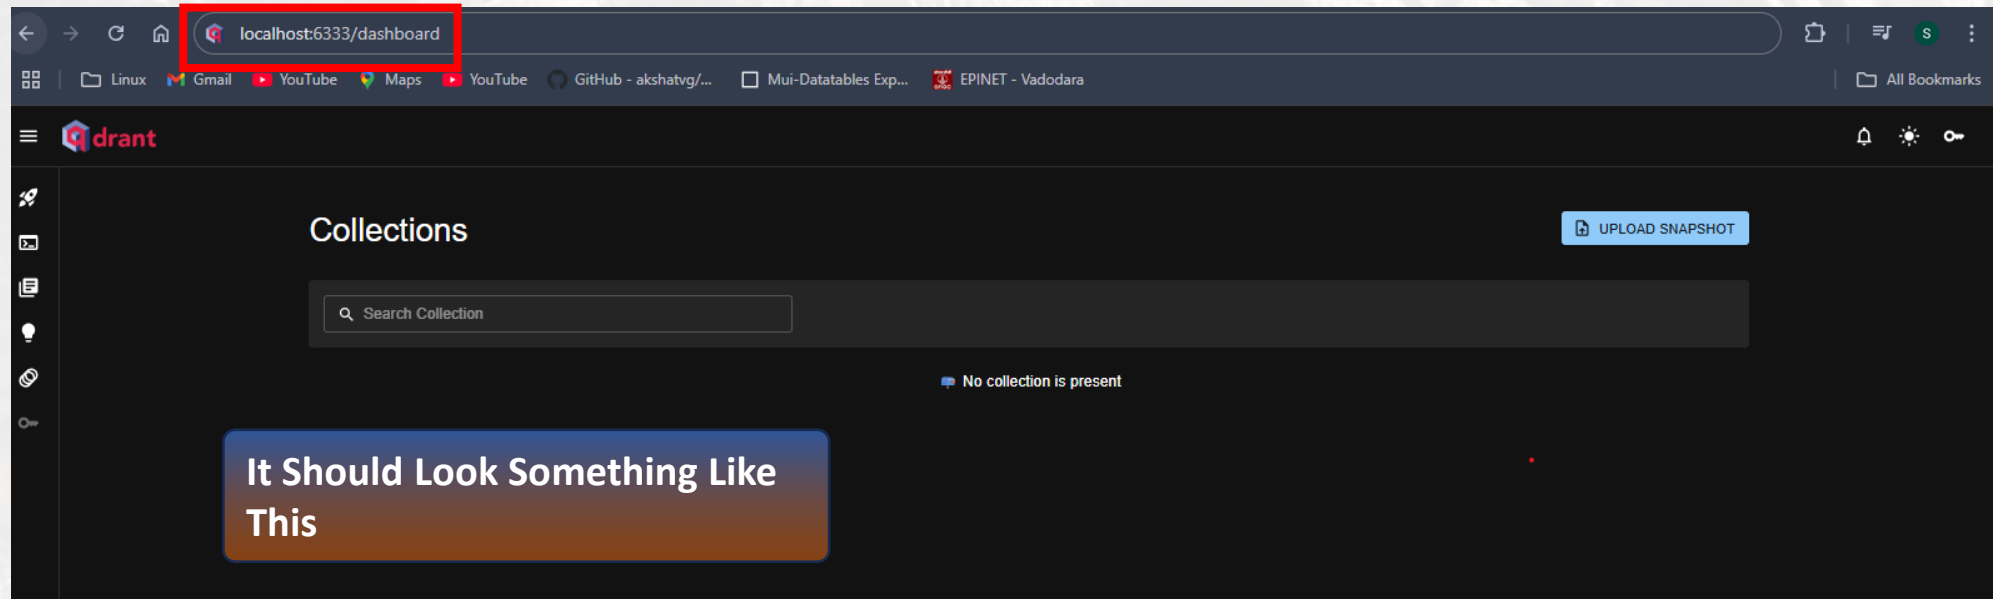 localhost:6333/dashboard
S
Linux
Gmail
YouTube
Maps
YouTube
GitHub - akshatvg/...
Mui-Datatables Exp...
EPINET - Vadodara
All Bookmarks
qdrant
Collections
UPLOAD SNAPSHOT
Search Collection
No collection is present
It Should Look Something Like
This